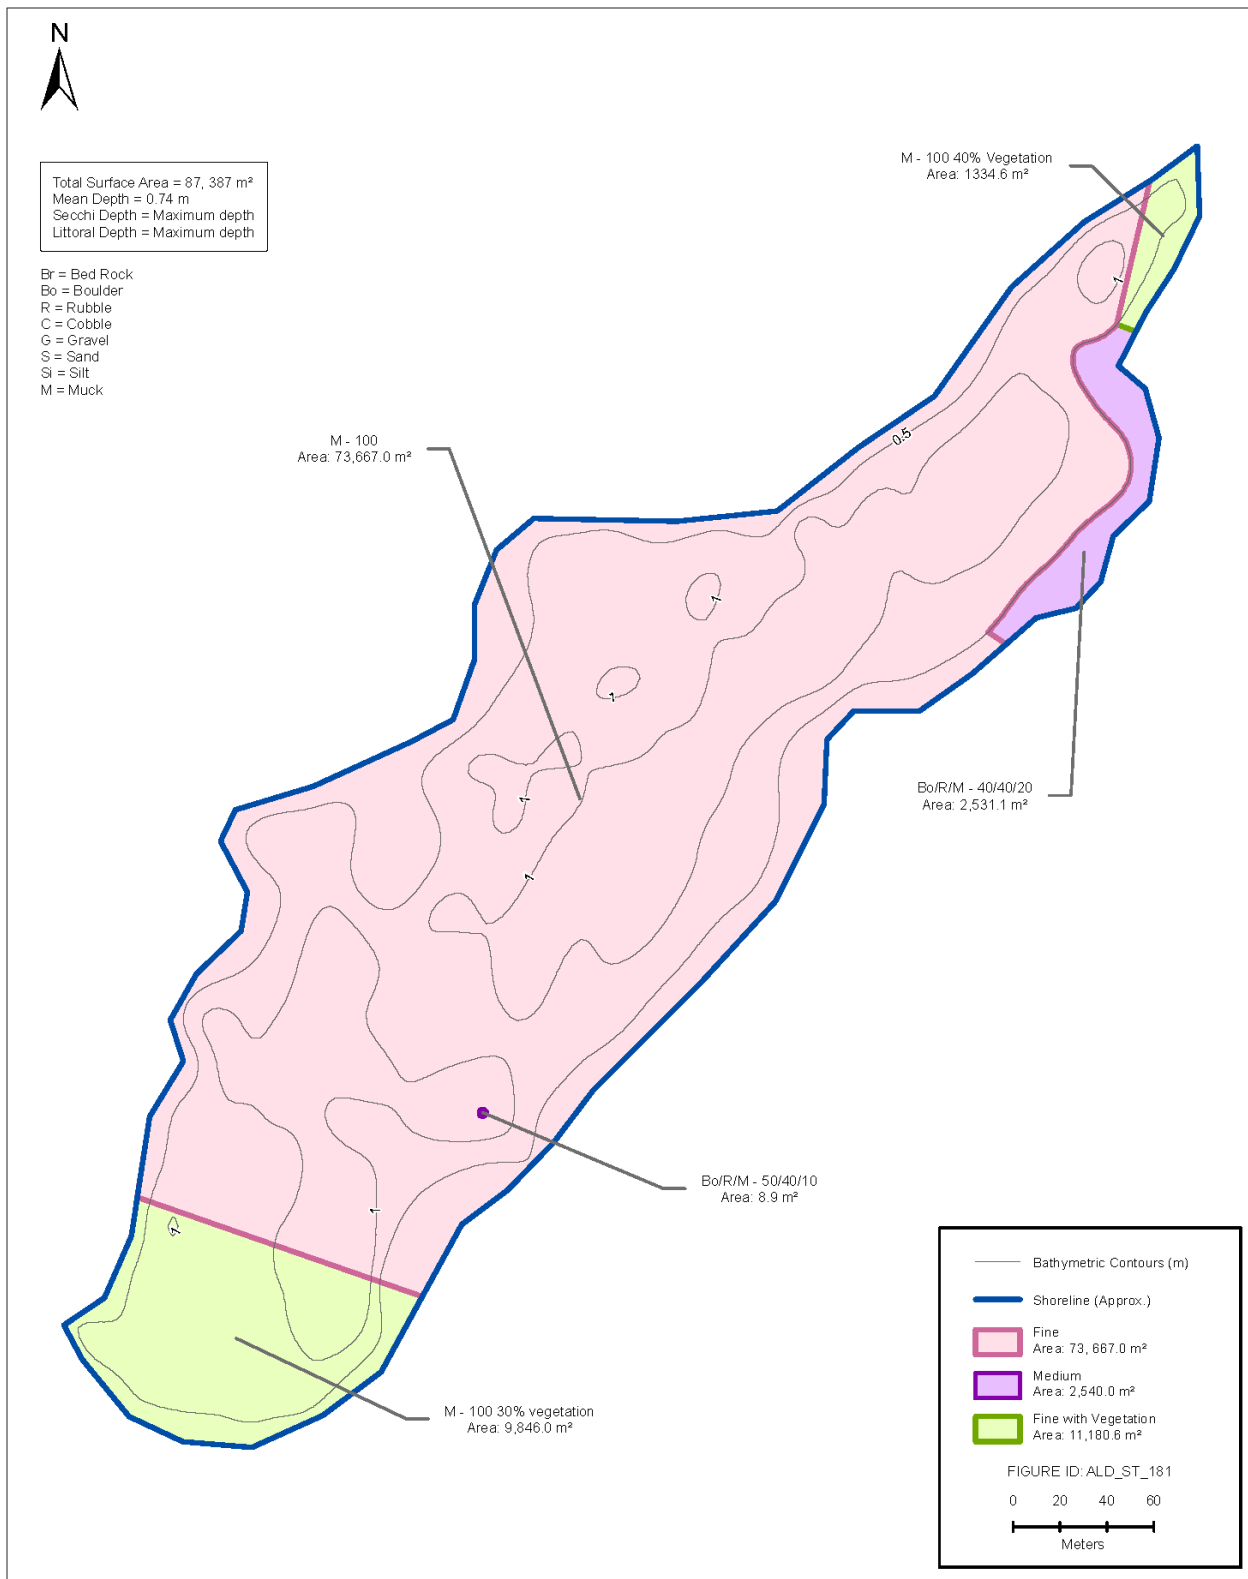 N
Total Surface Area = 87, 387 m²
Mean Depth = 0.74 m
Secchi Depth = Maximum depth
Littoral Depth = Maximum depth
Br = Bed Rock
Bo = Boulder
R = Rubble
C = Cobble
G = Gravel
S = Sand
Si = Silt
M = Muck
M - 100 40% Vegetation
Area: 1334.6 m²
1
0.5
M - 100
Area: 73,667.0 m²
1
1
1
Bo/R/M - 40/40/20
Area: 2,531.1 m²
1
Bo/R/M - 50/40/10
Area: 8.9 m²
1
1
M - 100 30% vegetation
Area: 9,846.0 m²
Bathymetric Contours (m)
Shoreline (Approx.)
Fine
Area: 73, 667.0 m²
Medium
Area: 2,540.0 m²
Fine with Vegetation
Area: 11,180.6 m²
FIGURE ID: ALD_ST_181
0 20 40 60
Meters